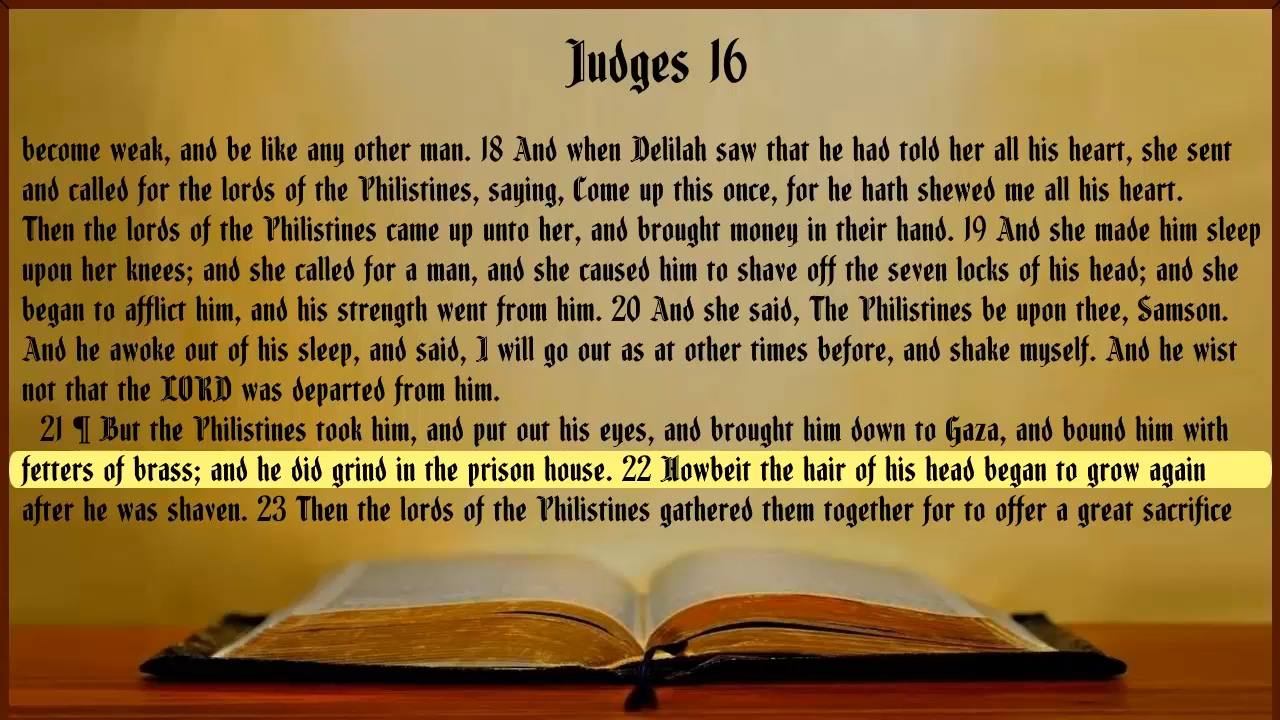 Judges 16
become weak, and be like any other man. 18 And when Delilah saw that he had told her all his heart, she sent
and called for the lords of the Philistines, saying, Come up this once, for he hath shewed me all his heart.
Then the lords of the Philistines came up unto her, and brought money in their hand. 19 And she made him sleep
upon her knees; and she called for a man, and she caused him to shave off the seven locks of his head; and she
began to afflict him, and his strength went from him. 20 And she said, The Philistines be upon thee, Samson.
And he awoke out of his sleep, and said, I will go out as at other times before, and shake myself. And he wist
not that the LORD was departed from him.
21 ¶ But the Philistines took him, and put out his eyes, and brought him down to Gaza, and bound him with
fetters of brass; and he did grind in the prison house. 22 Howbeit the hair of his head began to grow again
after he was shaven. 23 Then the lords of the Philistines gathered them together for to offer a great sacrifice